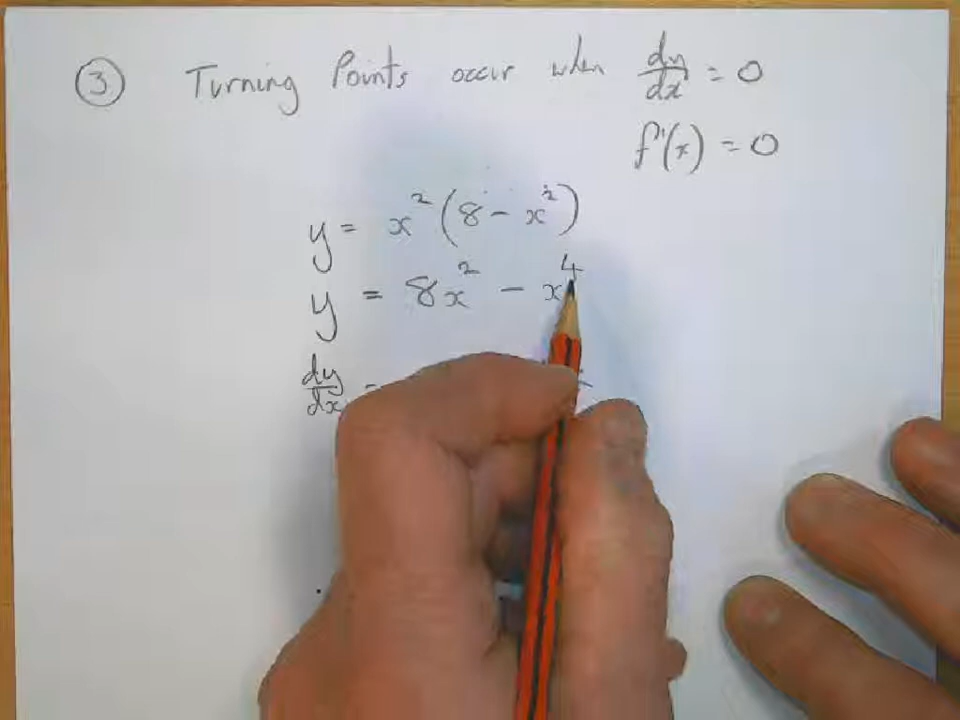 ③ Turning Points occur when dy/dx = 0
f'(x) = 0
y = x²(8 - x²)
y = 8x² - x⁴
dy/dx =